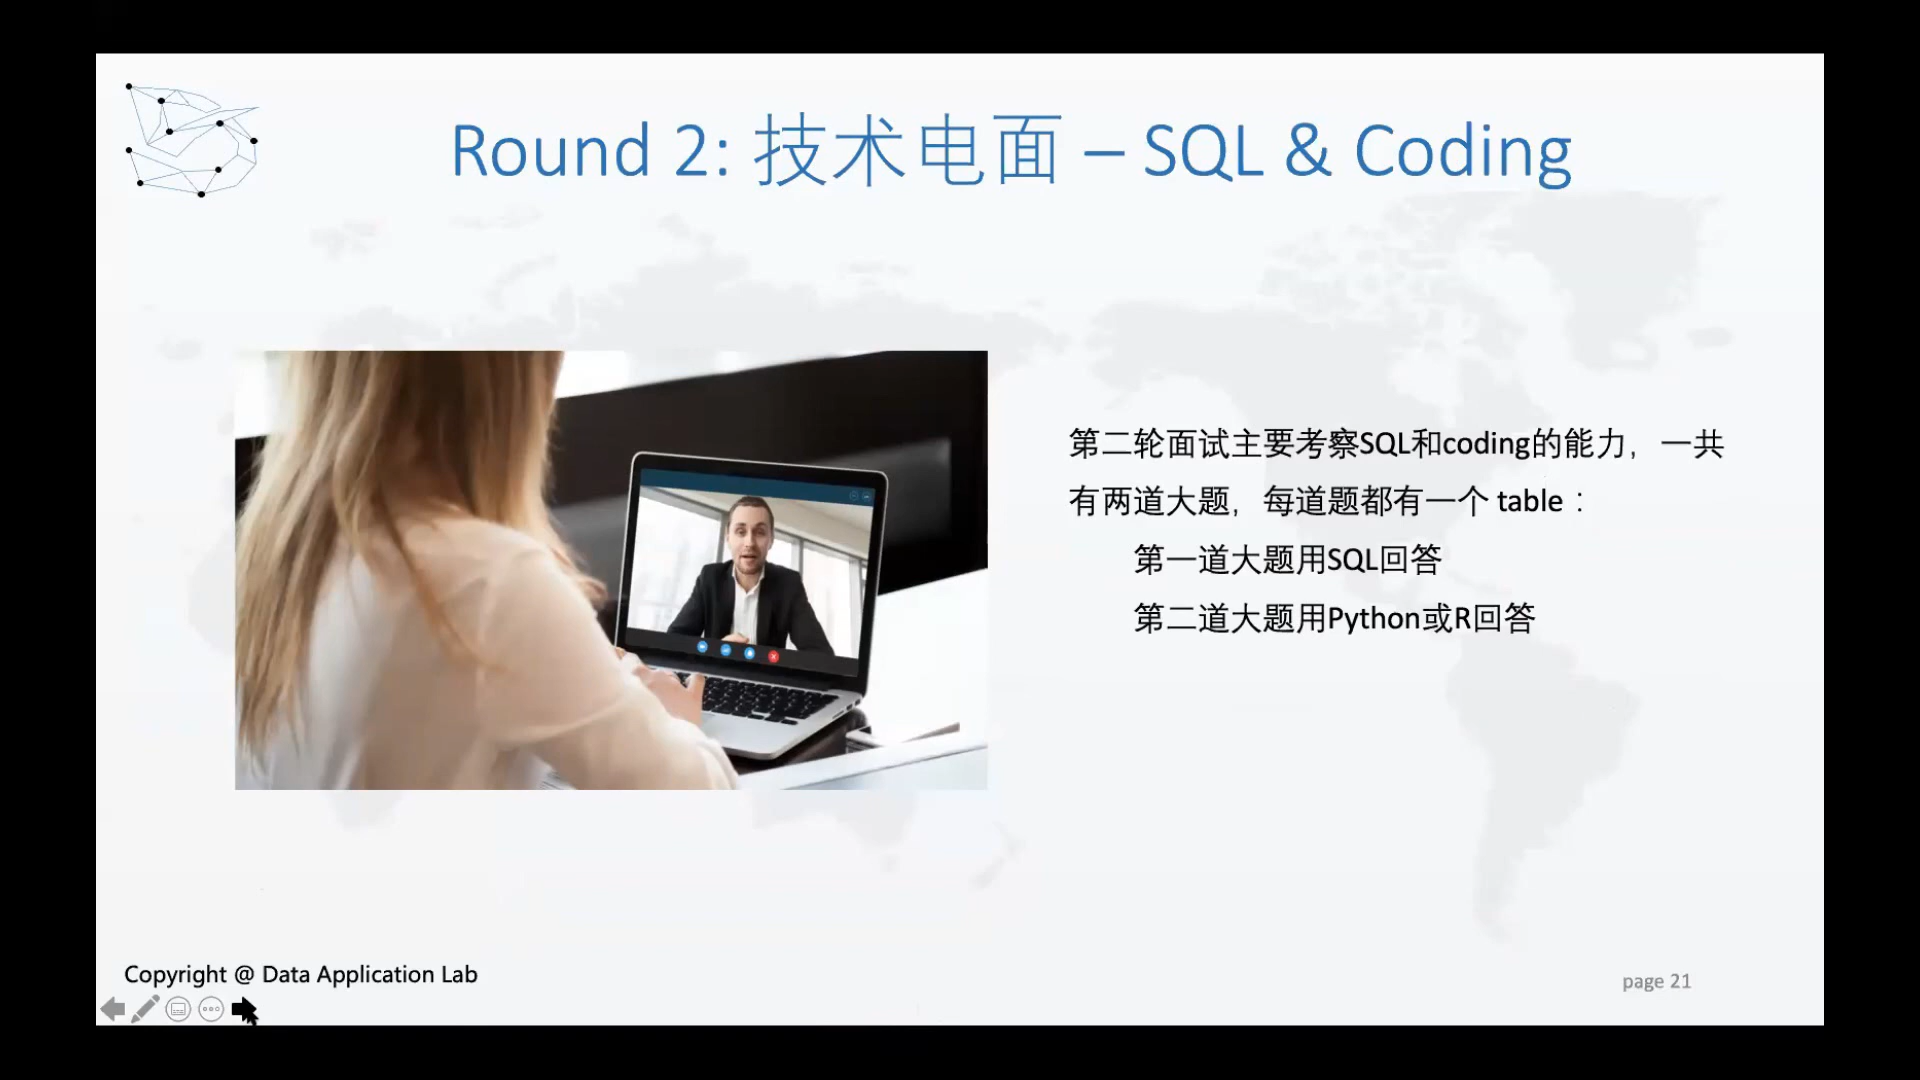 Round 2: 技术电面 – SQL & Coding
第二轮面试主要考察SQL和coding的能力，一共
有两道大题，每道题都有一个 table：
第一道大题用SQL回答
第二道大题用Python或R回答
Copyright @ Data Application Lab
page 21